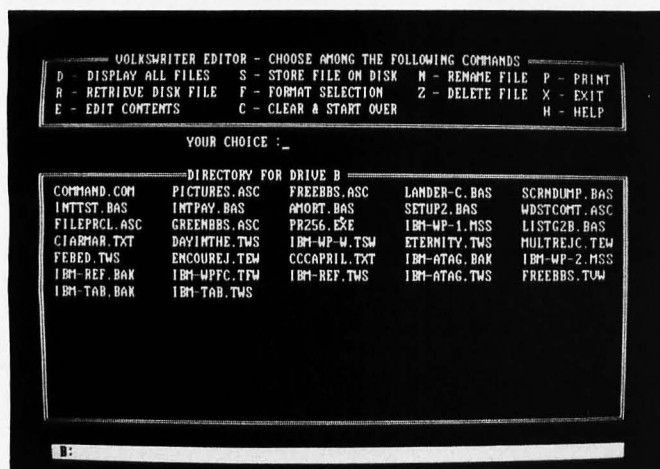 VOLKSWRITER EDITOR - CHOOSE AMONG THE FOLLOWING COMMANDS
D - DISPLAY ALL FILES S - STORE FILE ON DISK N - RENAME FILE P - PRINT
R - RETRIEVE DISK FILE F - FORMAT SELECTION Z - DELETE FILE X - EXIT
E - EDIT CONTENTS C - CLEAR & START OVER H - HELP
YOUR CHOICE :_
DIRECTORY FOR DRIVE B
COMMAND.COM PICTURES.ASC FREEBBS.ASC LANDER-C.BAS SCRNDUMP.BAS
INTTST.BAS INTPAY.BAS AMORT.BAS SETUP2.BAS WDSTCOMT.ASC
FILEPRCL.ASC GREENBBS.ASC PR256.EXE IBM-WP-1.MSS LISTG2B.BAS
CIARMAR.TXT DAYINTHE.TWS IBM-WP-W.TSW ETERNITY.TWS MULTREJC.TEW
FEBED.TWS ENCOUREJ.TEW CCCAPRIL.TXT IBM-ATAG.BAK IBM-WP-2.MSS
IBM-REF.BAK IBM-WPFC.TFW IBM-REF.TWS IBM-ATAG.TWS FREEBBS.TVW
IBM-TAB.BAK IBM-TAB.TWS
B: